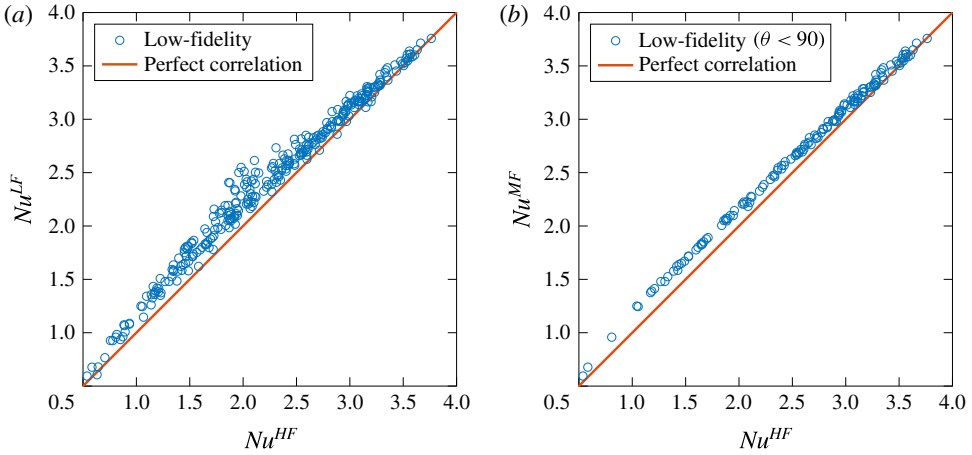 (a)
4.0
3.5
3.0
2.5
2.0
1.5
1.0
0.5
1.0 1.5 2.0 2.5 3.0 3.5 4.0
Nu^LF
Nu^HF
Low-fidelity
Perfect correlation
(b)
4.0
3.5
3.0
2.5
2.0
1.5
1.0
0.5
1.0 1.5 2.0 2.5 3.0 3.5 4.0
Nu^MF
Nu^HF
Low-fidelity (θ < 90)
Perfect correlation